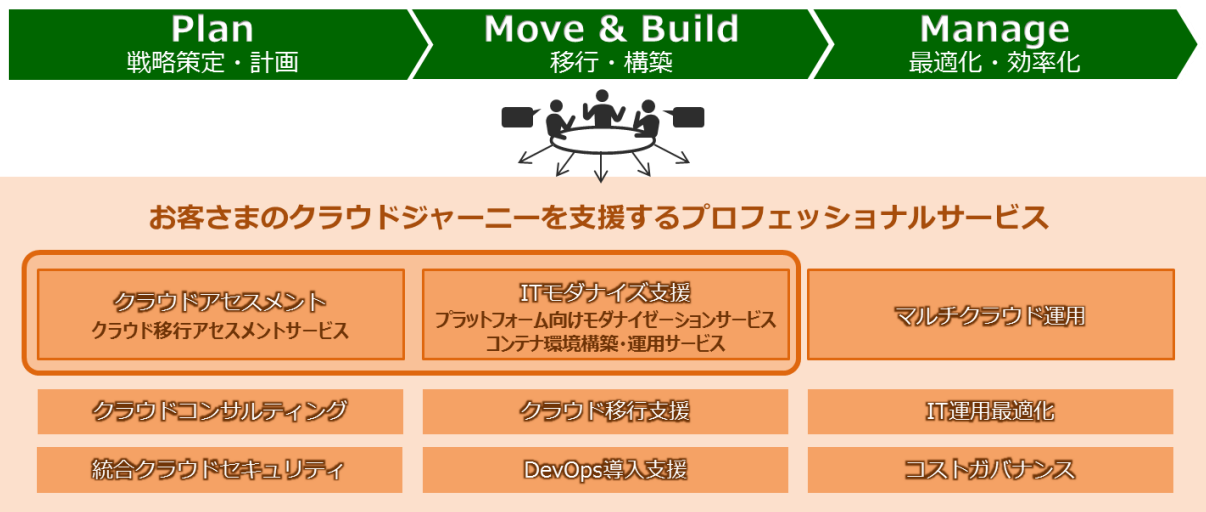 Plan
戦略策定・計画
Move & Build
移行・構築
Manage
最適化・効率化
お客さまのクラウドジャーニーを支援するプロフェッショナルサービス
クラウドアセスメント
クラウド移行アセスメントサービス
ITモダナイズ支援
プラットフォーム向けモダナイゼーションサービス
コンテナ環境構築・運用サービス
マルチクラウド運用
クラウドコンサルティング
クラウド移行支援
IT運用最適化
統合クラウドセキュリティ
DevOps導入支援
コストガバナンス